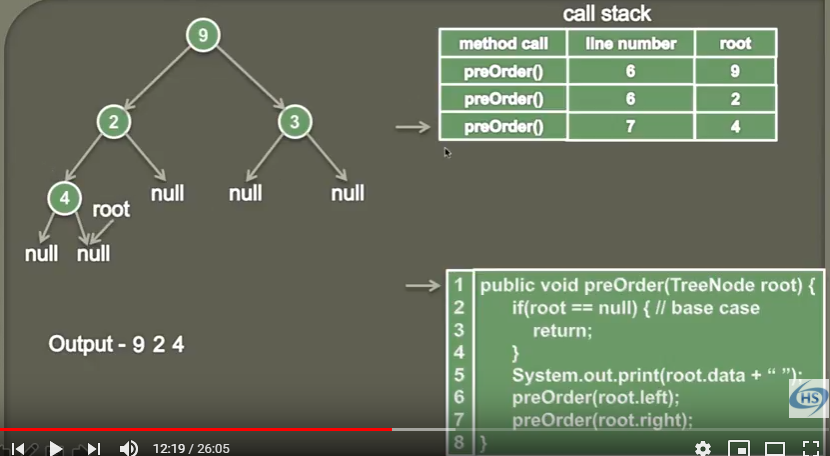 call stack
method call line number root
preOrder() 6 9
preOrder() 6 2
preOrder() 7 4
9
2 3
4 null null null
root
null null
Output - 9 2 4
1 public void preOrder(TreeNode root) {
2 if(root == null) { // base case
3 return;
4 }
5 System.out.print(root.data + “ ”);
6 preOrder(root.left);
7 preOrder(root.right);
8 }
HS
12:19 / 26:05